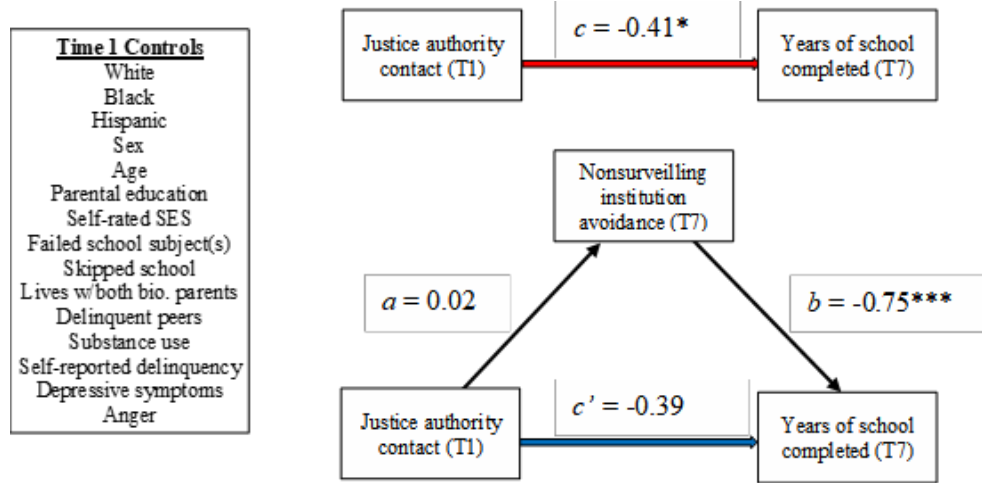 Time 1 Controls
White
Black
Hispanic
Sex
Age
Parental education
Self-rated SES
Failed school subject(s)
Skipped school
Lives w/both bio. parents
Delinquent peers
Substance use
Self-reported delinquency
Depressive symptoms
Anger
Justice authority
contact (T1)
c = -0.41*
Years of school
completed (T7)
Nonsurveilling
institution
avoidance (T7)
a = 0.02
b = -0.75***
Justice authority
contact (T1)
c’ = -0.39
Years of school
completed (T7)